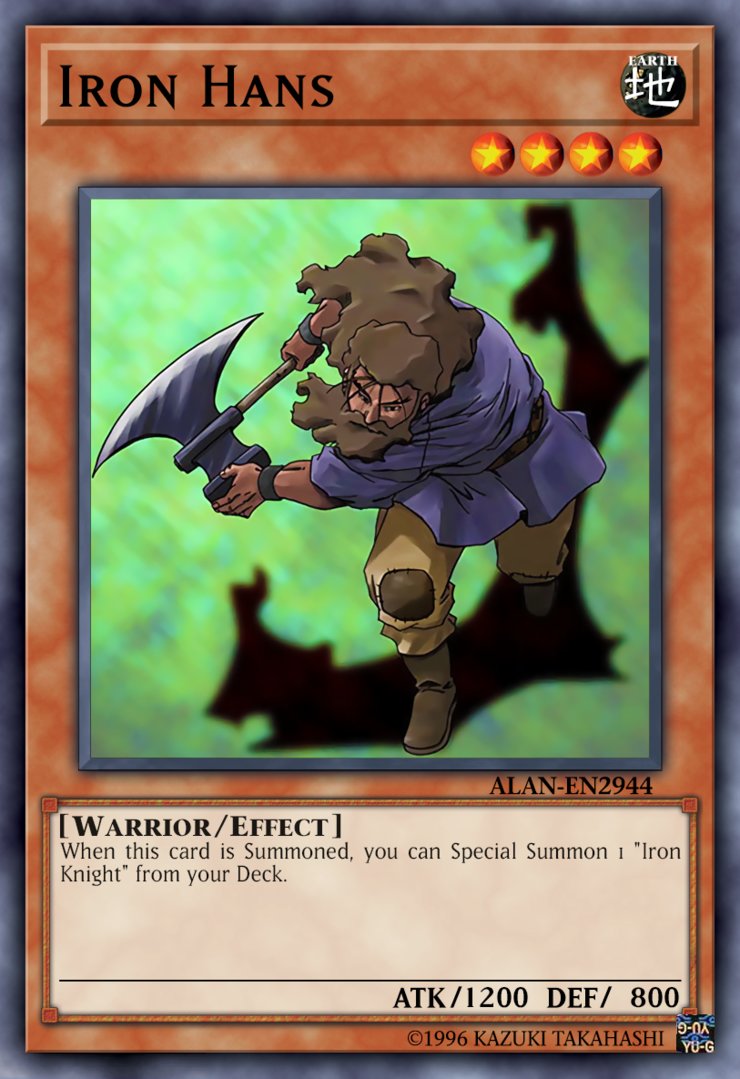 Iron Hans
EARTH
地
ALAN-EN2944
[Warrior/Effect]
When this card is Summoned, you can Special Summon 1 "Iron
Knight" from your Deck.
ATK/1200 DEF/ 800
©1996 KAZUKI TAKAHASHI